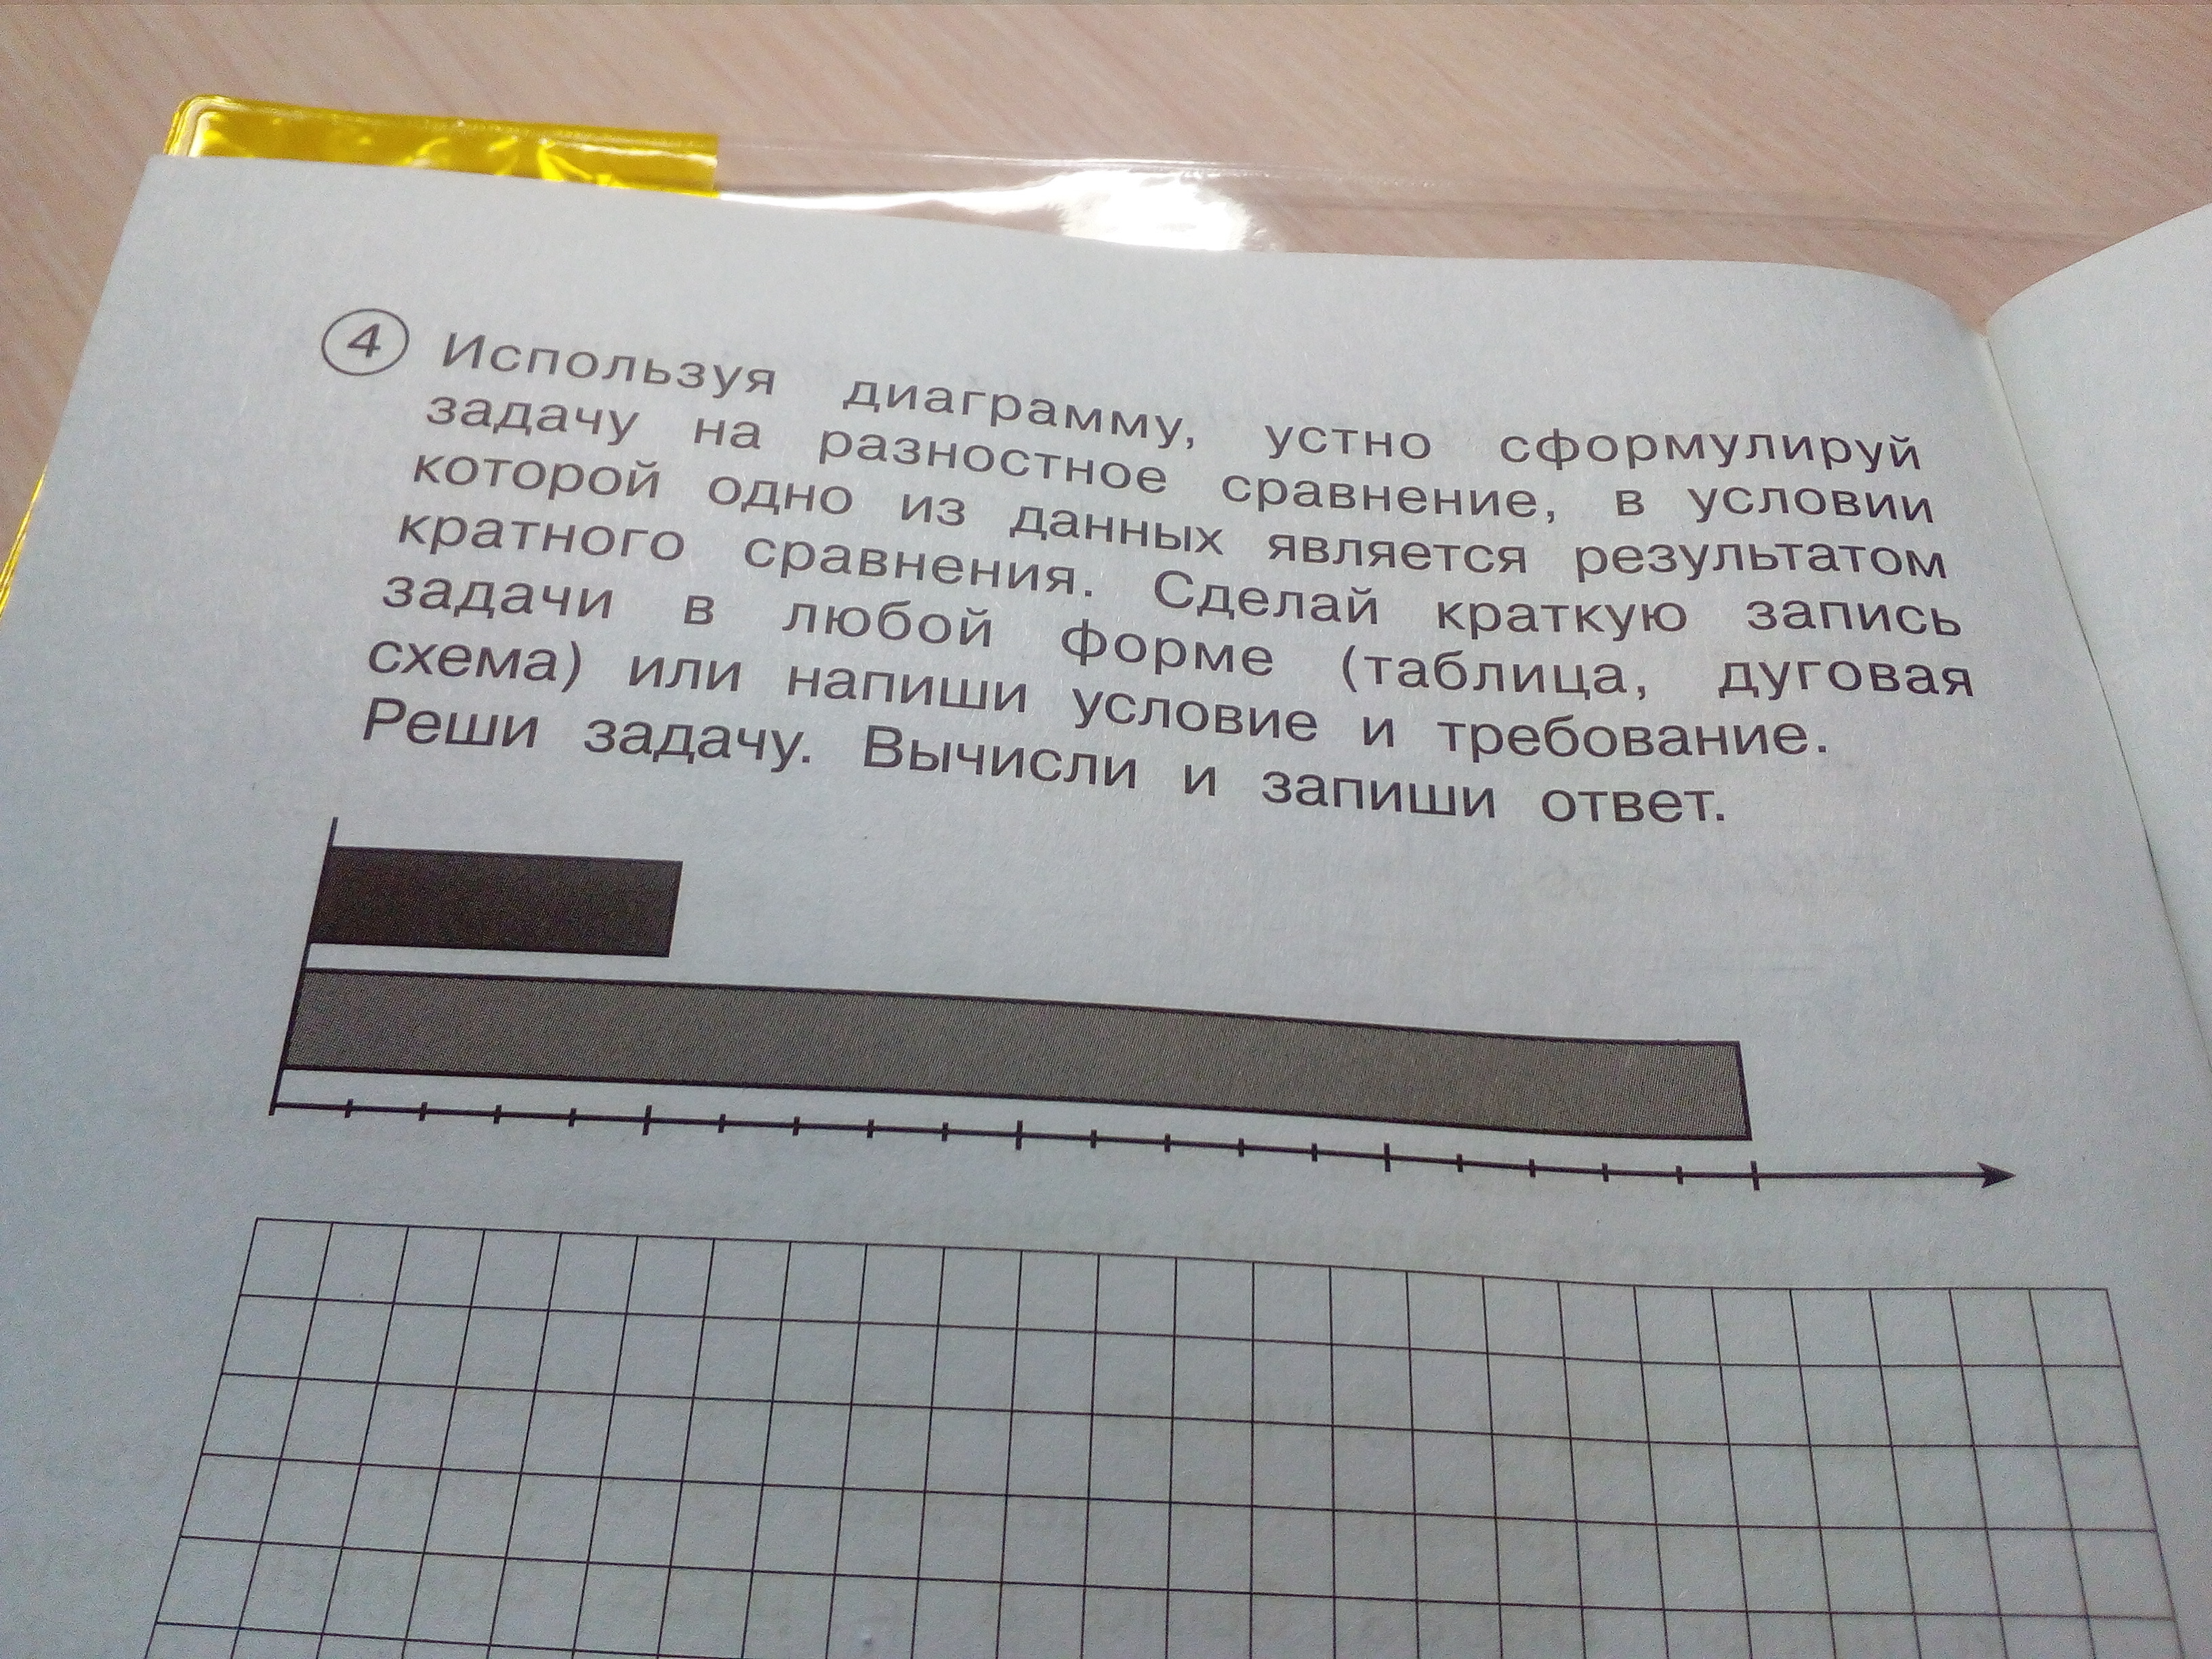 4 Используя диаграмму, устно сформулируй
задачу на разностное сравнение, в условии
которой одно из данных является результатом
кратного сравнения. Сделай краткую запись
задачи в любой форме (таблица, дуговая
схема) или напиши условие и требование.
Реши задачу. Вычисли и запиши ответ.